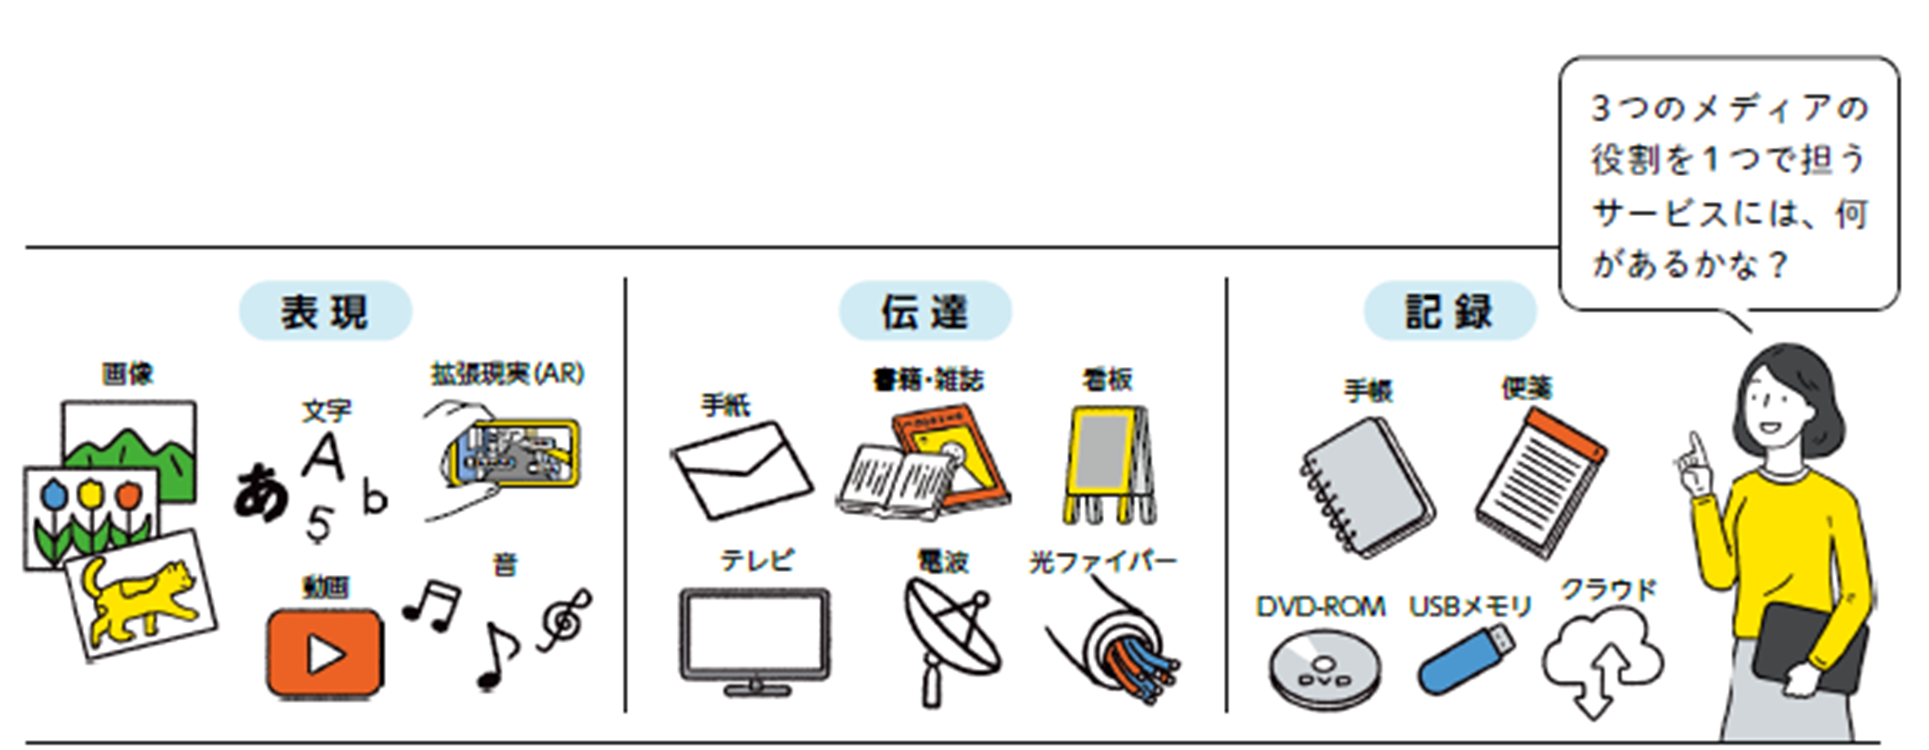 3つのメディアの
役割を1つで担う
サービスには、何
があるかな？
表現
画像
文字
拡張現実(AR)
あ
A
b
5
動画
音
伝達
手紙
書籍・雑誌
看板
テレビ
電波
光ファイバー
記録
手帳
便箋
DVD-ROM
USBメモリ
クラウド
DVD